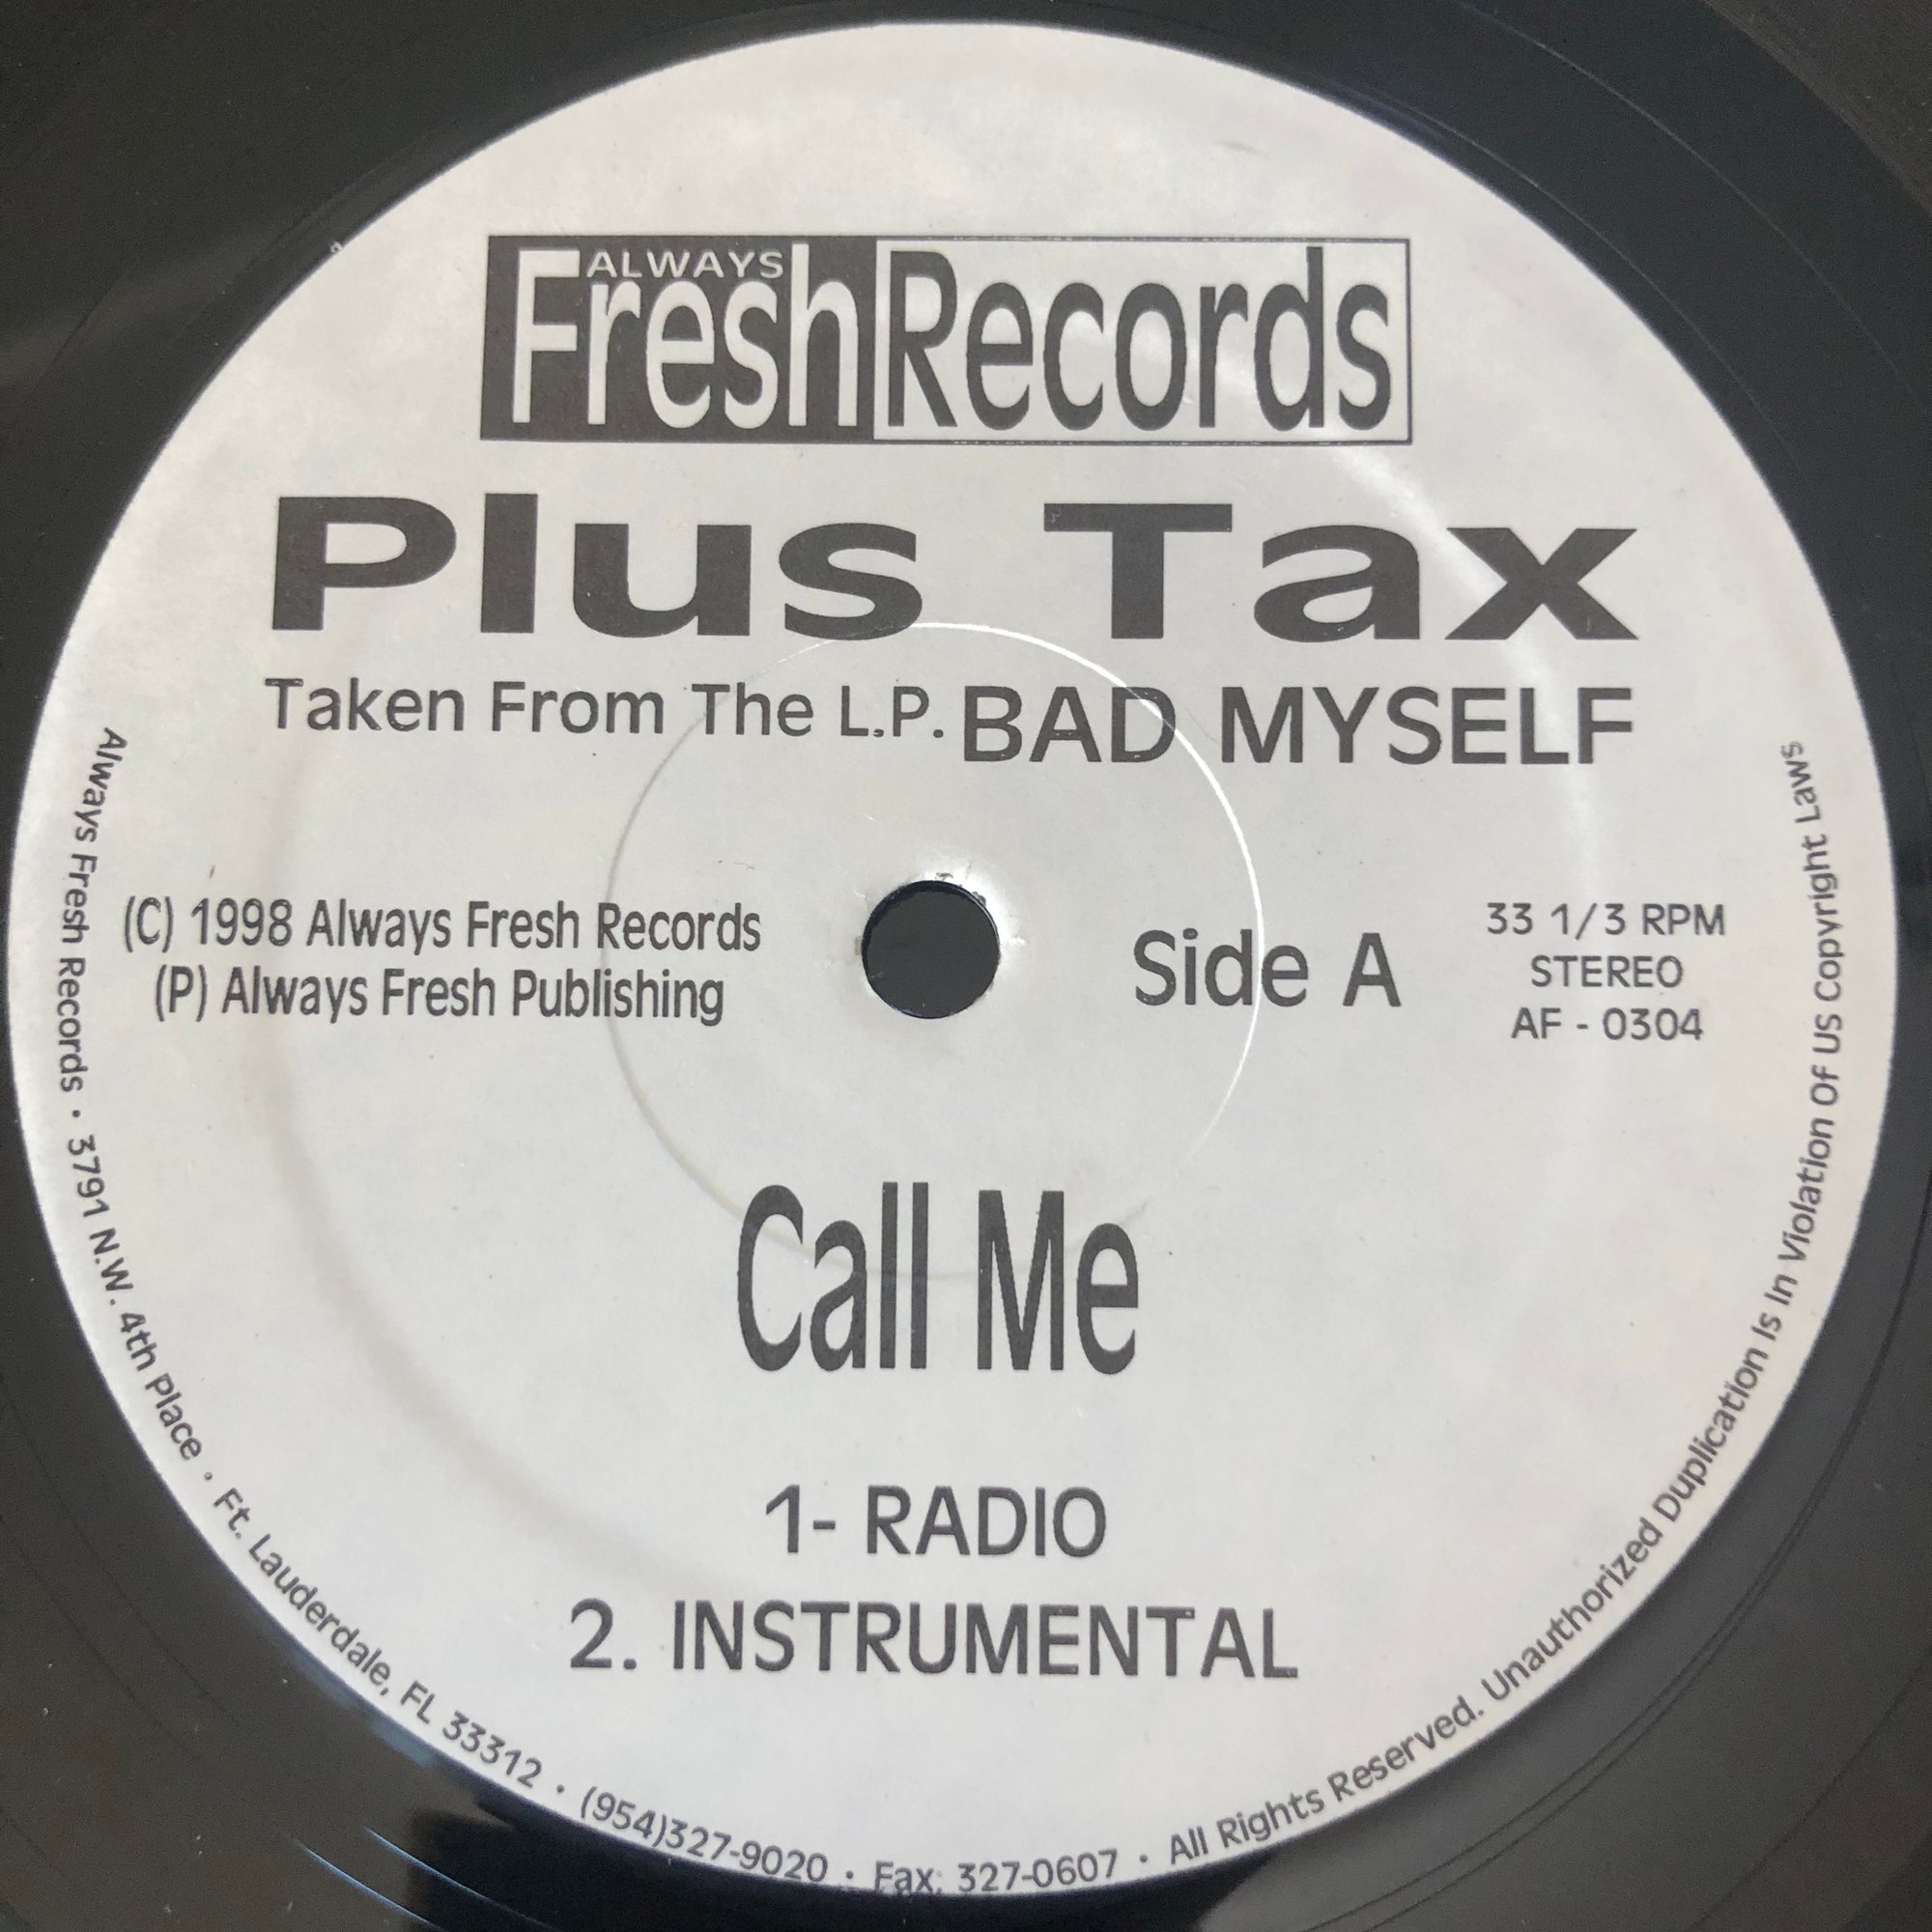 ALWAYS
FreshRecords
Plus Tax
Taken From The L.P. BAD MYSELF
(C) 1998 Always Fresh Records
(P) Always Fresh Publishing
Side A
33 1/3 RPM
STEREO
AF - 0304
Call Me
1- RADIO
2. INSTRUMENTAL
Always Fresh Records • 3791 N.W. 4th Place • Ft. Lauderdale, FL 33312 • (954)327-9020 • Fax: 327-0607 • All Rights Reserved. Unauthorized Duplication Is In Violation Of US Copyright Laws